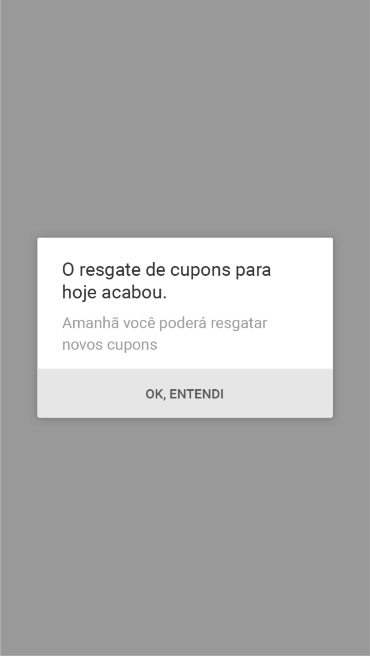 O resgate de cupons para
hoje acabou.
Amanhã você poderá resgatar
novos cupons
OK, ENTENDI